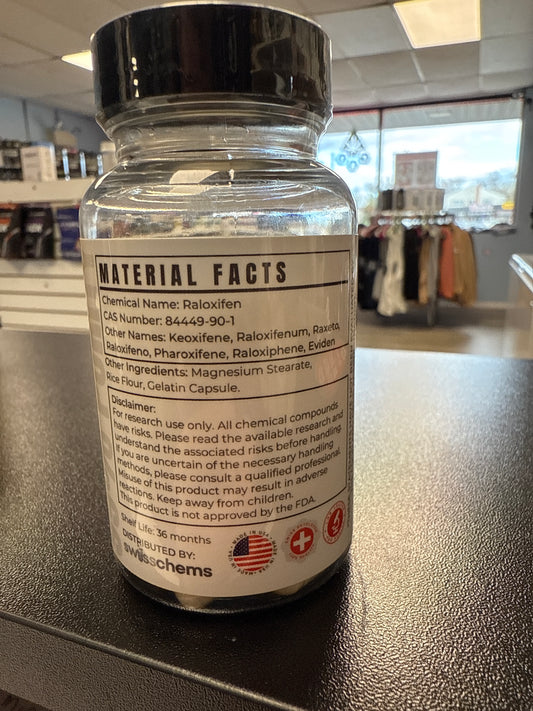 MATERIAL FACTS
Chemical Name: Raloxifen
CAS Number: 84449-90-1
Other Names: Keoxifene, Raloxifenum, Raxeto,
Raloxifeno, Pharoxifene, Raloxiphene, Eviden
Other Ingredients: Magnesium Stearate,
Rice Flour, Gelatin Capsule.
Disclaimer:
For research use only. All chemical compounds
have risks. Please read the available research and
understand the associated risks before handling.
If you are uncertain of the necessary handling
methods, please consult a qualified professional.
Misuse of this product may result in adverse
reactions. Keep away from children.
This product is not approved by the FDA.
Shelf Life: 36 months
DISTRIBUTED BY:
swisschems
MADE IN USA